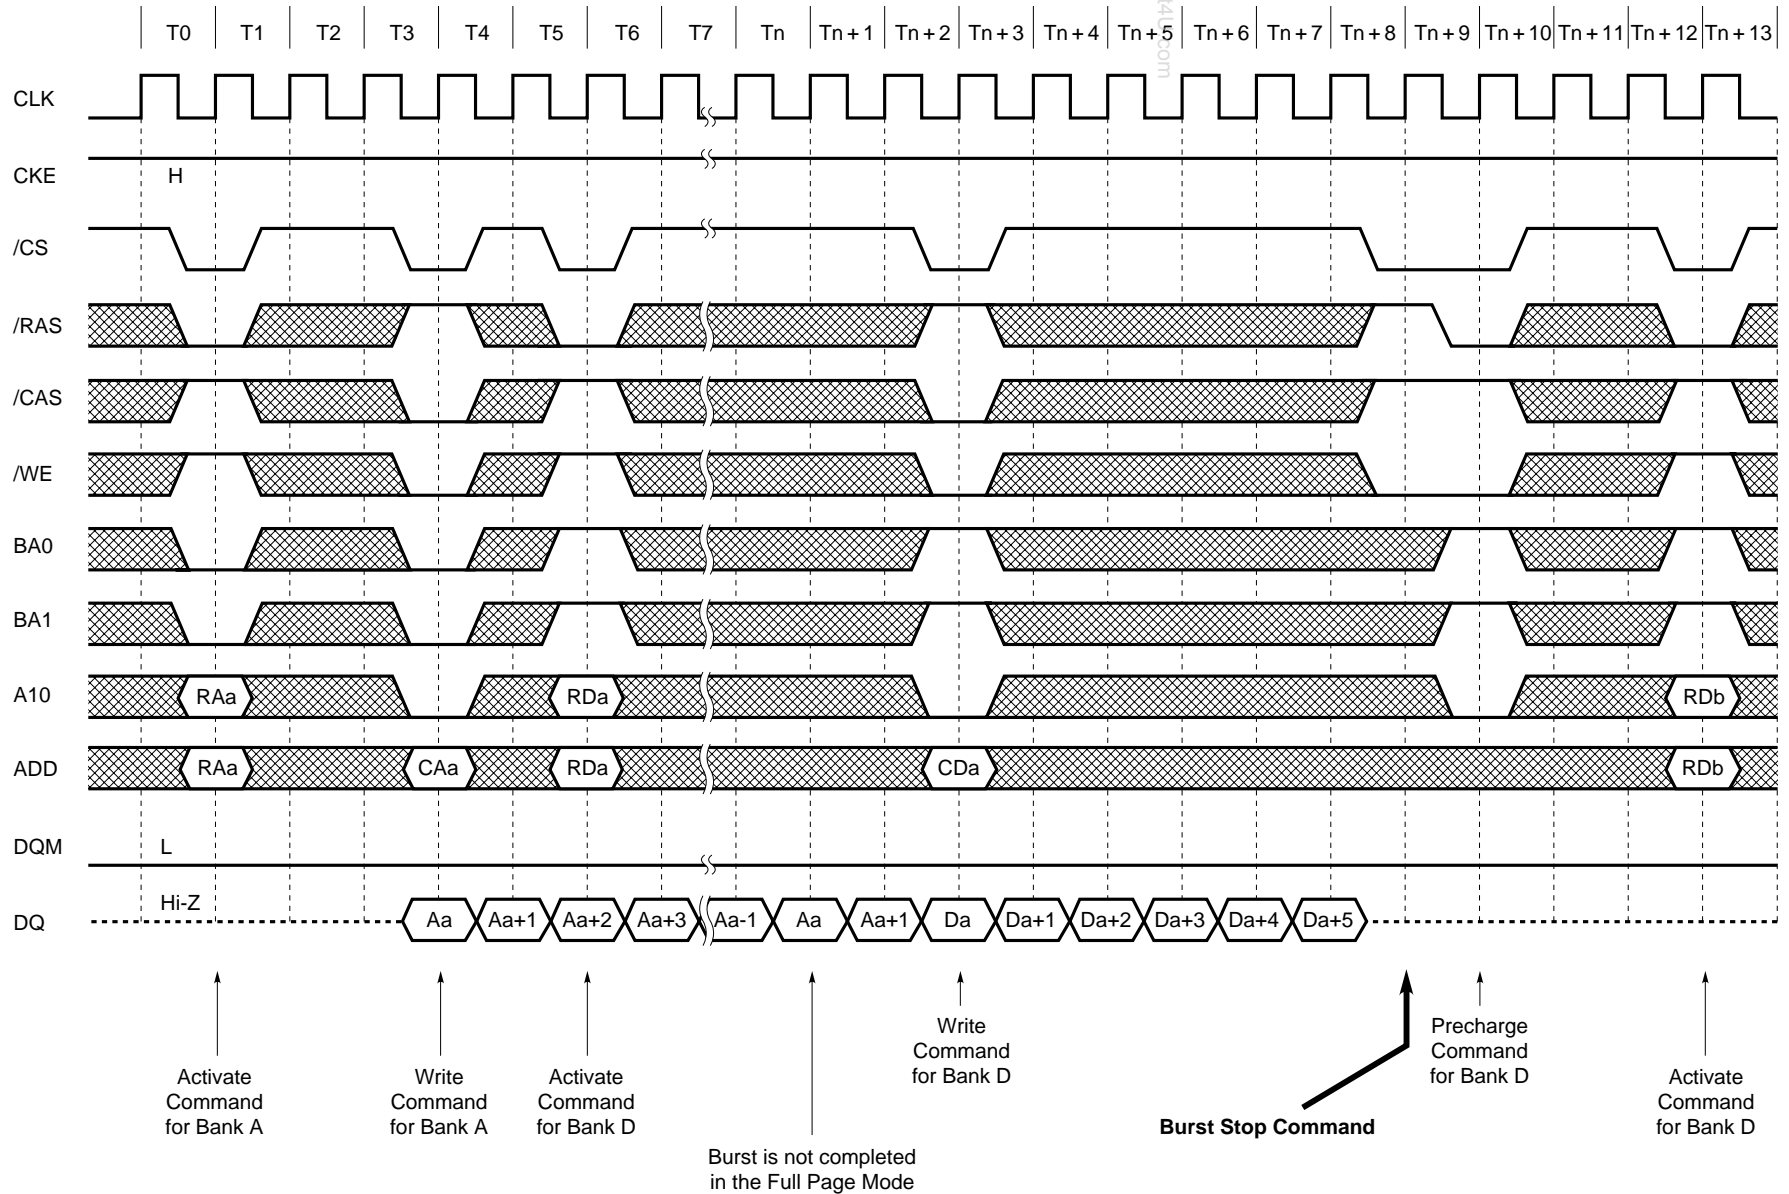 t4U.com
T0 T1 T2 T3 T4 T5 T6 T7 Tn Tn + 1 Tn + 2 Tn + 3 Tn + 4 Tn + 5 Tn + 6 Tn + 7 Tn + 8 Tn + 9 Tn + 10 Tn + 11 Tn + 12 Tn + 13
CLK
CKE H
/CS
/RAS
/CAS
/WE
BA0
BA1
A10 RAa RDa RDb
ADD RAa CAa RDa CDa RDb
DQM L
Hi-Z
DQ Aa Aa+1 Aa+2 Aa+3 Aa-1 Aa Aa+1 Da Da+1 Da+2 Da+3 Da+4 Da+5
Activate
Command
for Bank A
Write
Command
for Bank A
Activate
Command
for Bank D
Burst is not completed
in the Full Page Mode
Write
Command
for Bank D
Burst Stop Command
Precharge
Command
for Bank D
Activate
Command
for Bank D